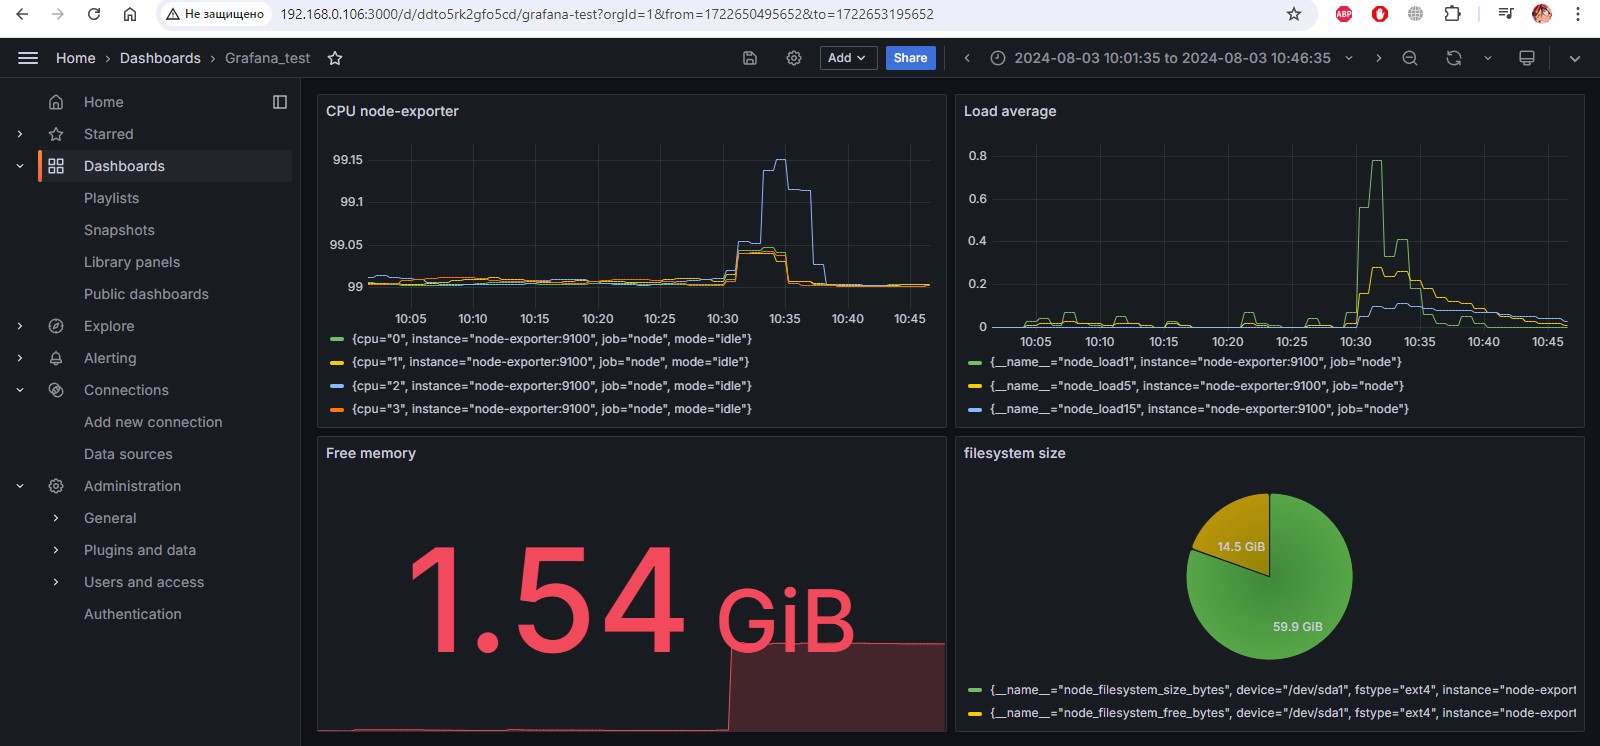 Не защищено 192.168.0.106:3000/d/ddto5rk2gfo5cd/grafana-test?orgId=1&from=1722650495652&to=1722653195652
ABP
Home › Dashboards › Grafana_test
Add
Share
2024-08-03 10:01:35 to 2024-08-03 10:46:35
Home
Starred
Dashboards
Playlists
Snapshots
Library panels
Public dashboards
Explore
Alerting
Connections
Add new connection
Data sources
Administration
General
Plugins and data
Users and access
Authentication
CPU node-exporter
99.15
99.1
99.05
99
10:05 10:10 10:15 10:20 10:25 10:30 10:35 10:40 10:45
{cpu="0", instance="node-exporter:9100", job="node", mode="idle"}
{cpu="1", instance="node-exporter:9100", job="node", mode="idle"}
{cpu="2", instance="node-exporter:9100", job="node", mode="idle"}
{cpu="3", instance="node-exporter:9100", job="node", mode="idle"}
Load average
0.8
0.6
0.4
0.2
0
10:05 10:10 10:15 10:20 10:25 10:30 10:35 10:40 10:45
{__name__="node_load1", instance="node-exporter:9100", job="node"}
{__name__="node_load5", instance="node-exporter:9100", job="node"}
{__name__="node_load15", instance="node-exporter:9100", job="node"}
Free memory
1.54 GiB
filesystem size
14.5 GiB
59.9 GiB
{__name__="node_filesystem_size_bytes", device="/dev/sda1", fstype="ext4", instance="node-export
{__name__="node_filesystem_free_bytes", device="/dev/sda1", fstype="ext4", instance="node-export